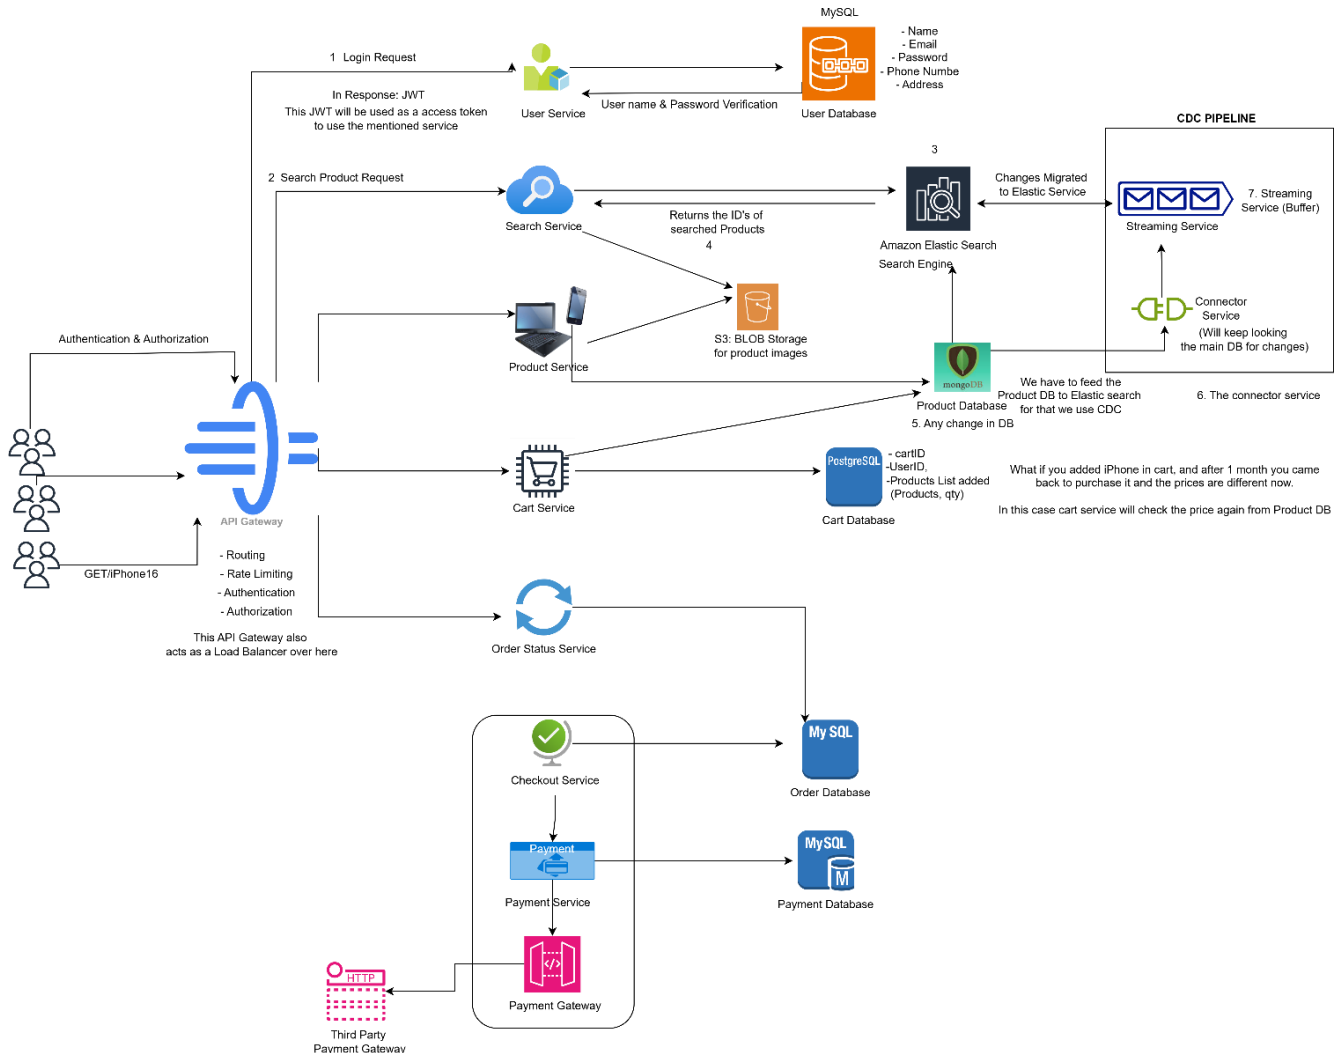 MySQL
- Name
- Email
- Password
- Phone Numbe
- Address
1 Login Request
In Response: JWT
This JWT will be used as a access token
to use the mentioned service
User Service
User name & Password Verification
User Database
CDC PIPELINE
3
2 Search Product Request
Changes Migrated
to Elastic Service
7. Streaming
Service (Buffer)
Search Service
Returns the ID's of
searched Products
4
Streaming Service
Amazon Elastic Search
Search Engine
Connector
Service
(Will keep looking
the main DB for changes)
S3: BLOB Storage
for product images
Authentication & Authorization
Product Service
mongoDB
Product Database
5. Any change in DB
We have to feed the
Product DB to Elastic search
for that we use CDC
6. The connector service
PostgreSQL
- cartID
-UserID,
-Products List added
(Products, qty)
Cart Service
Cart Database
What if you added iPhone in cart, and after 1 month you came
back to purchase it and the prices are different now.
In this case cart service will check the price again from Product DB
API Gateway
GET/iPhone16
- Routing
- Rate Limiting
- Authentication
- Authorization
This API Gateway also
acts as a Load Balancer over here
Order Status Service
Checkout Service
My SQL
Order Database
Payment
Payment Service
MySQL
M
Payment Database
</>
Payment Gateway
HTTP
Third Party
Payment Gateway